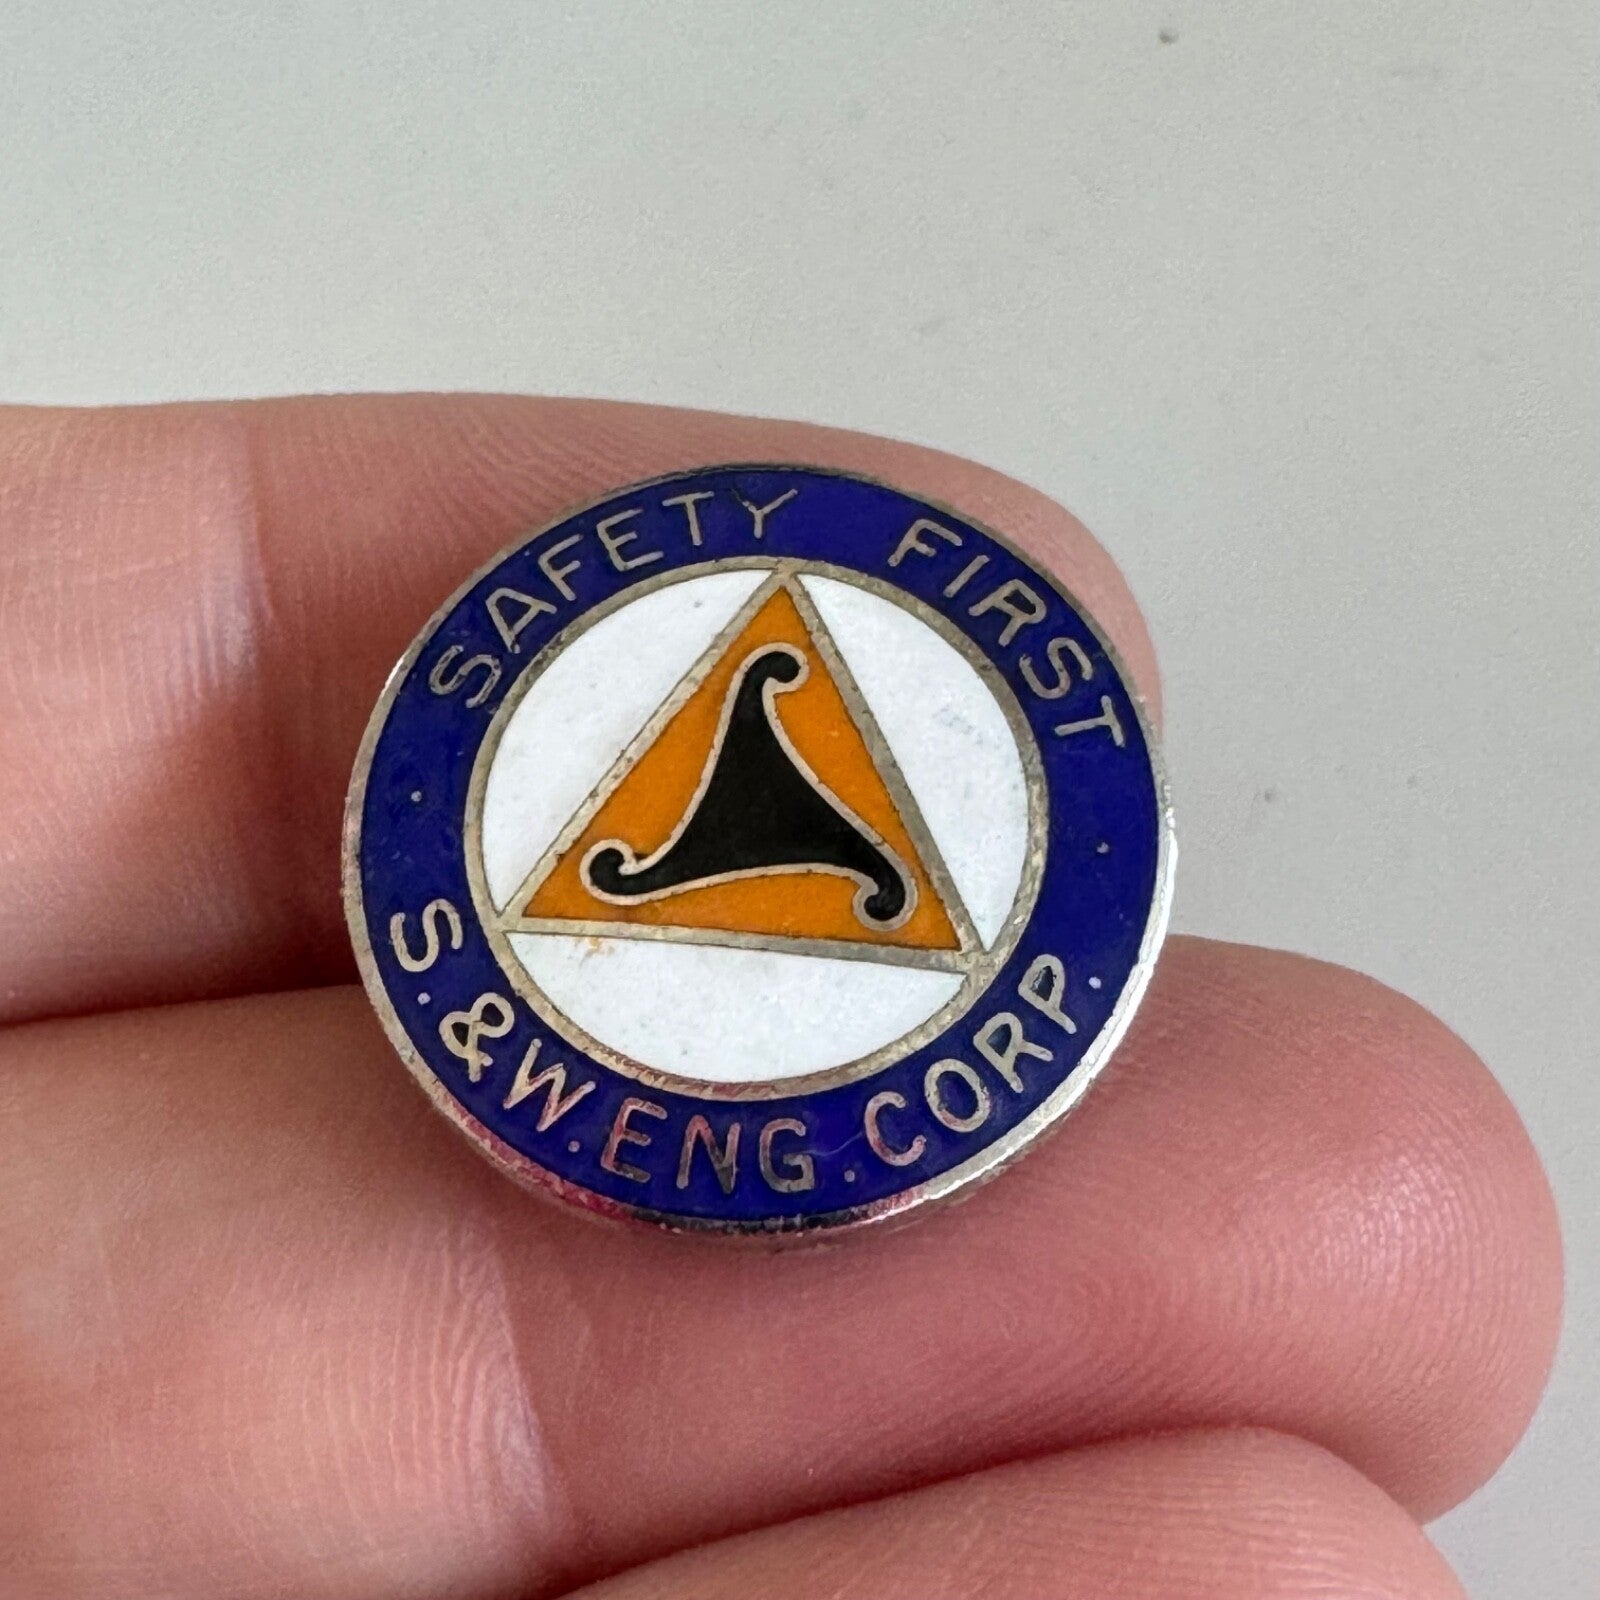 SAFETY FIRST
S. & W. ENG. CORP.